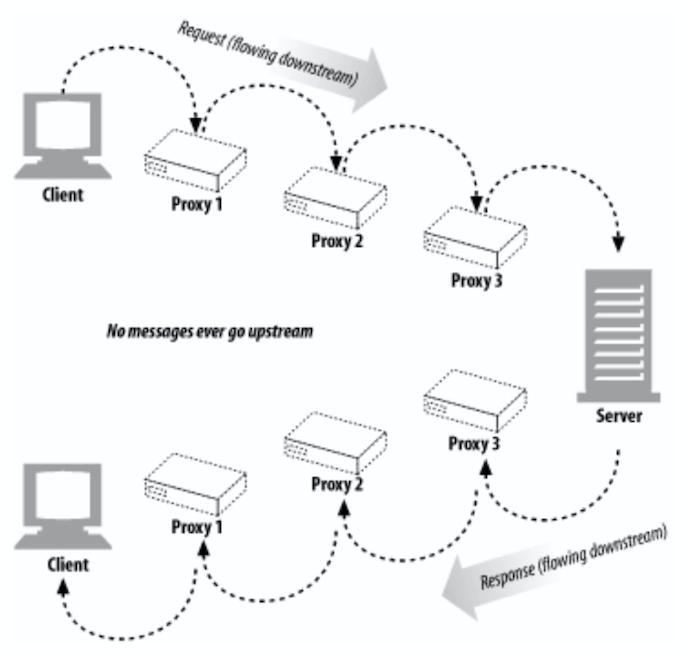 Request (flowing downstream)
Client
Proxy 1
Proxy 2
Proxy 3
No messages ever go upstream
Server
Proxy 3
Proxy 2
Proxy 1
Client
Response (flowing downstream)